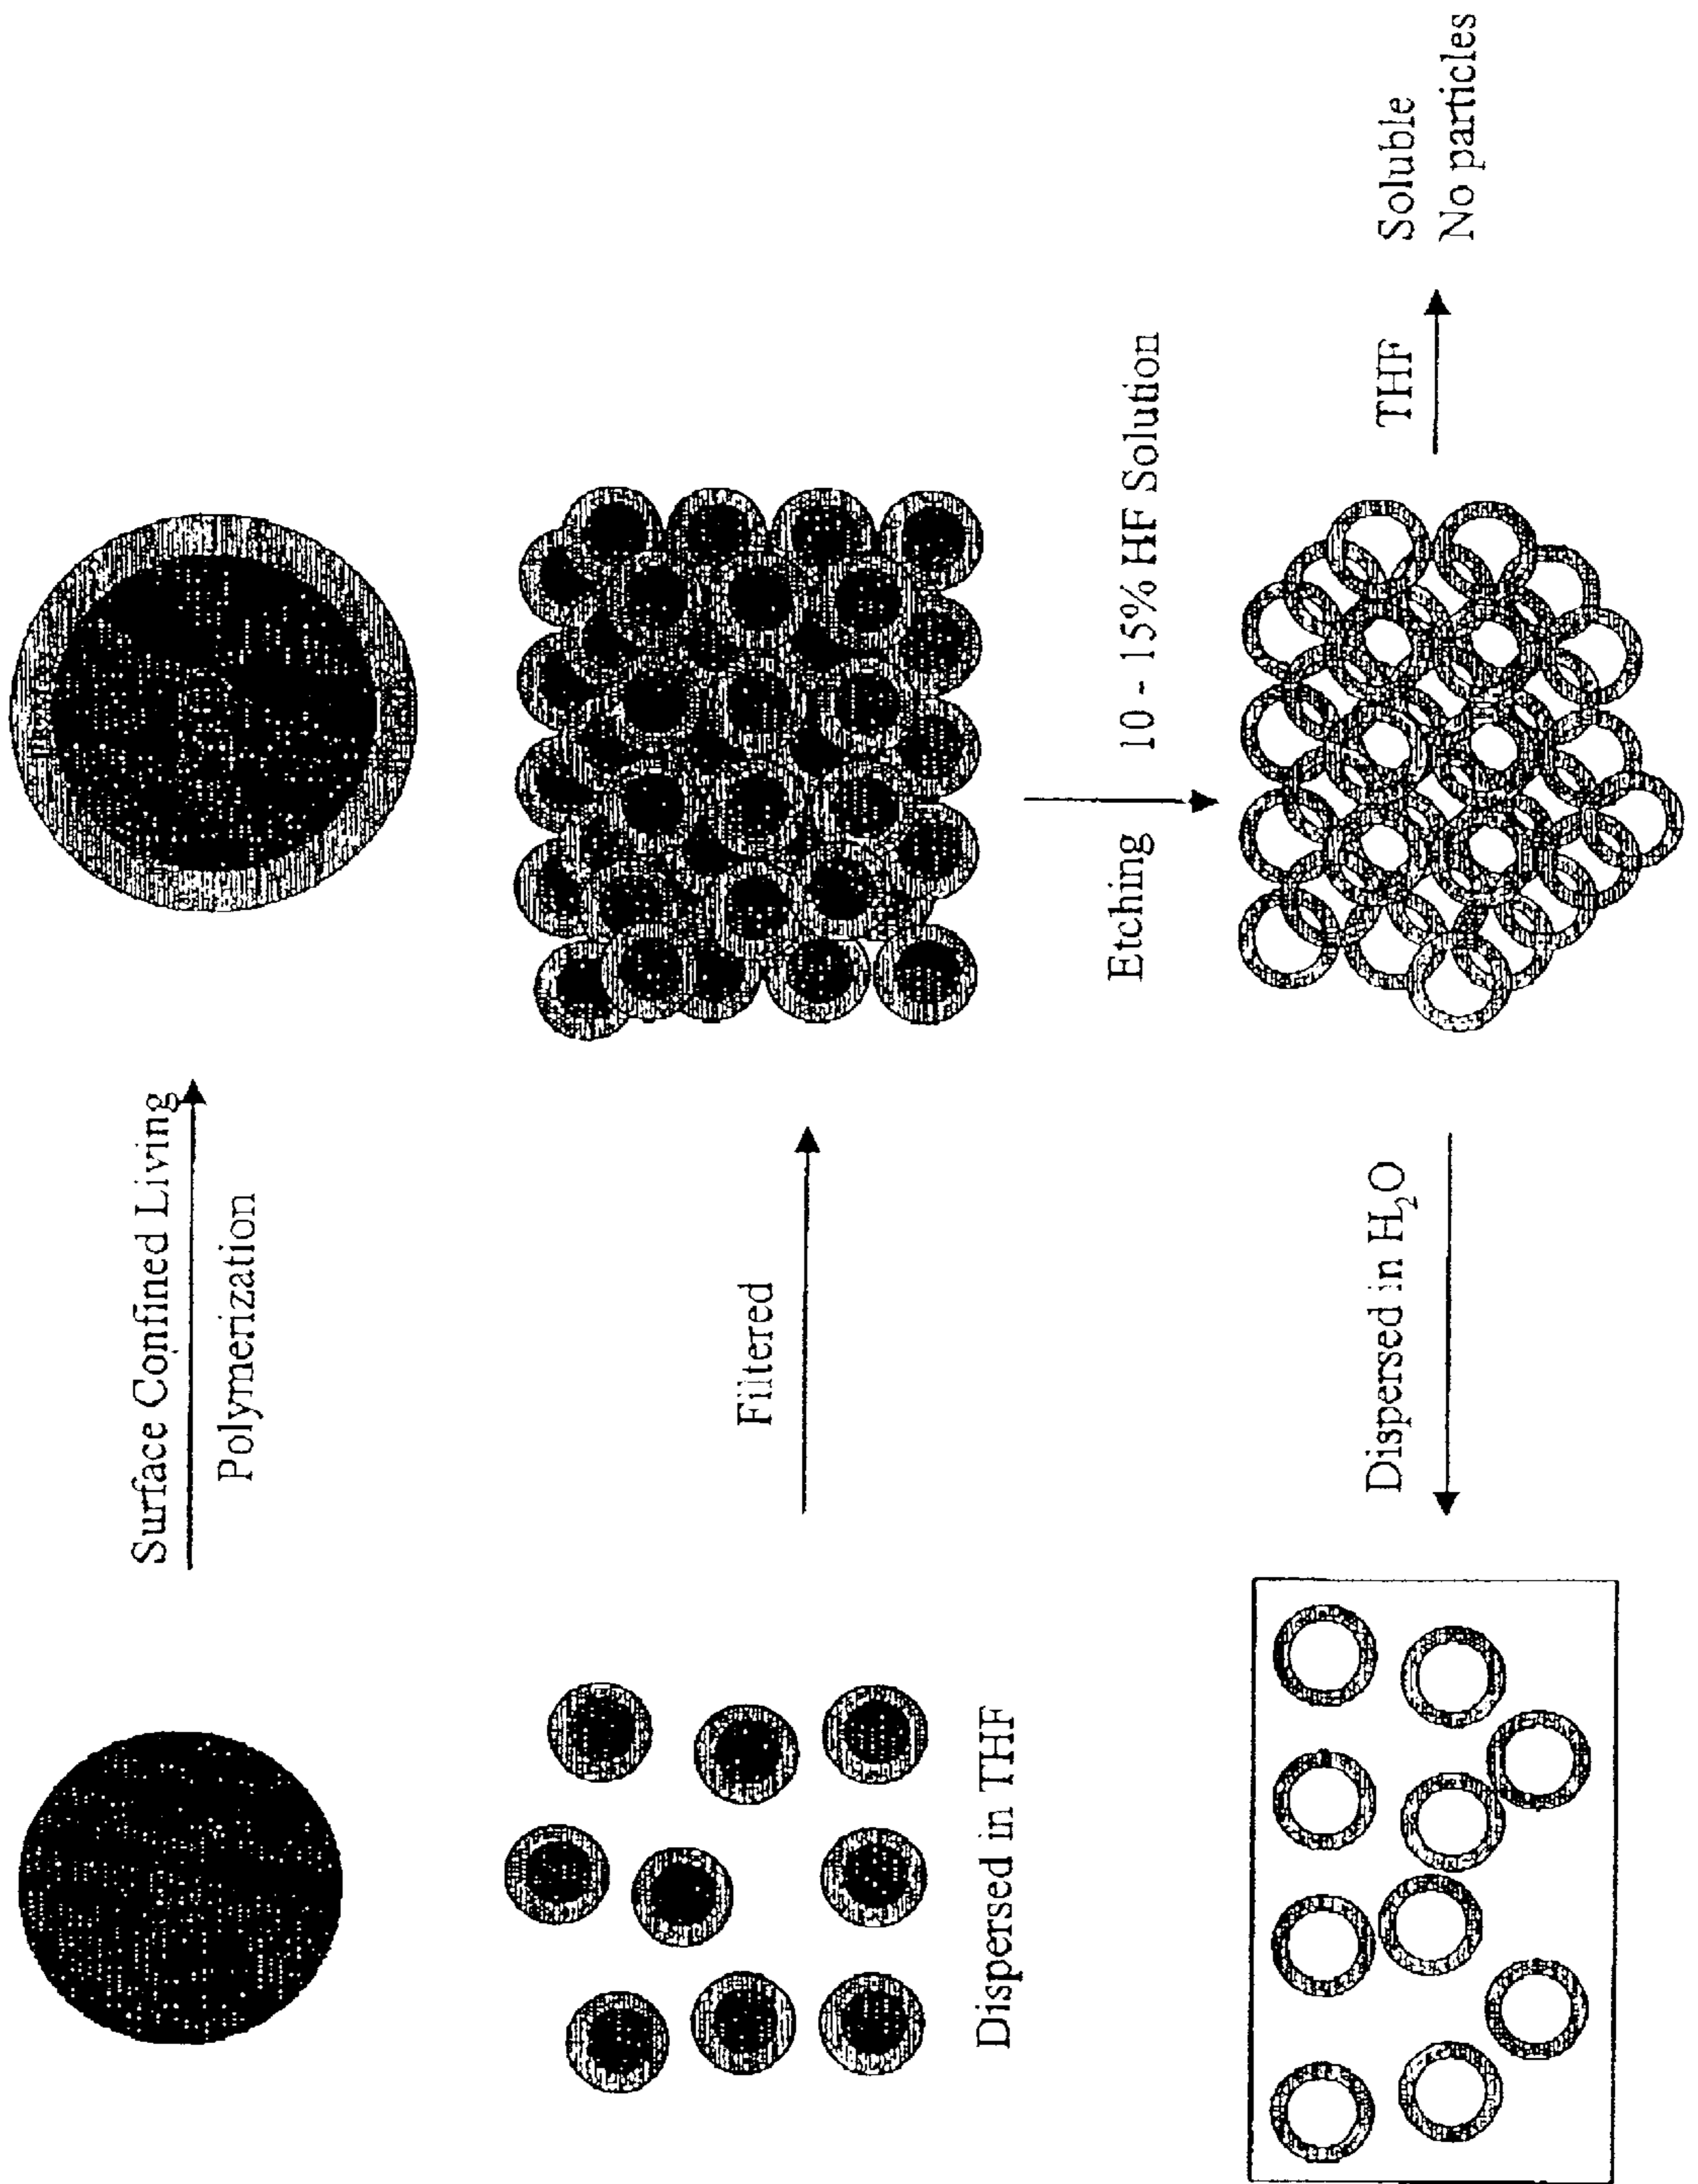 Surface Confined Living
Polymerization
Dispersed in THF
Filtered
Etching 10 - 15% HF Solution
Dispersed in H₂O
THF
Soluble
No particles